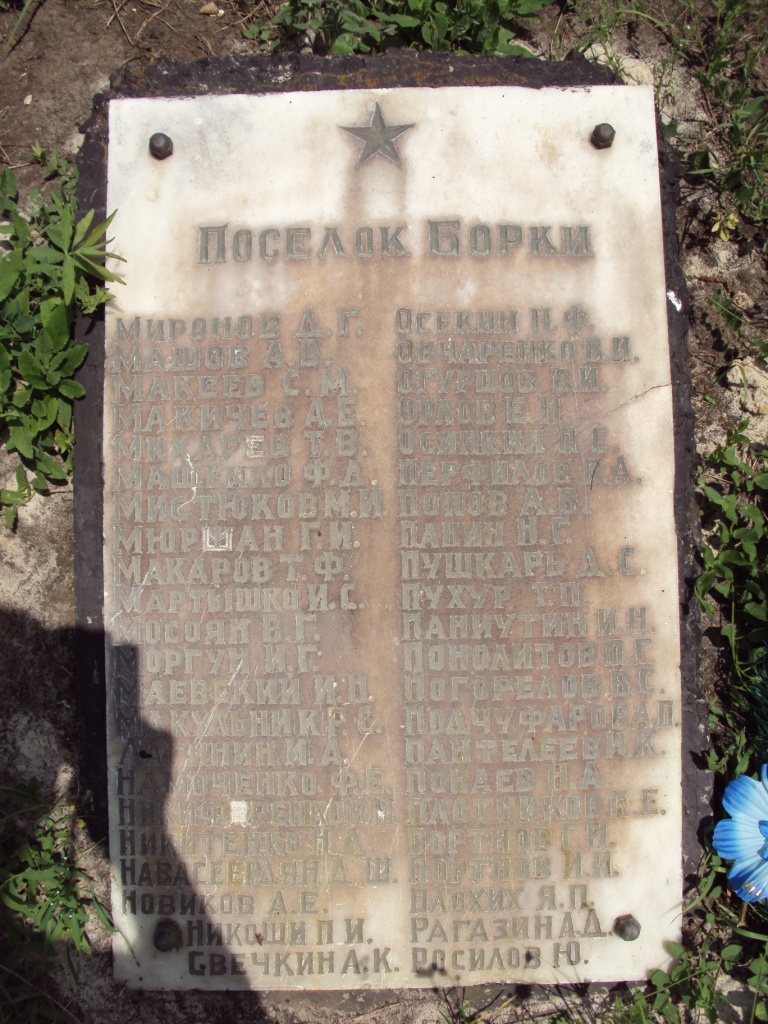 Поселок Борки
Миронов Д. Г.
Машов А. В.
Макеев С. М.
Макичев А. Е.
Михарев Т. В.
Мащенко Ф. Д.
Мистюков М. И.
Мюршан Г. И.
Макаров Т. Ф.
Мартышко И. С.
Мосоян В. Г.
Моргун И. Г.
Маевский И. П.
Макульник Р. Е.
И. А.
Ф. Е.
Никитенко Н. А.
Навасеерлян Д. Ш.
Новиков А. Е.
Никоши П. И.
Свечкин А. К.
Осекин П. Ф.
Овчаренко В. И.
Огурцов В. И.
Орлов Е. П.
П. С.
Перфилов Г. А.
Попов А. В.
Панин Н. Г.
Пушкарь Д. С.
Пухур Т. П.
Паниутин И. Н.
Понолитов П. Г.
Погорелов В. С.
Подчуфаров А. П.
Пантелеев И. К.
Понаев Н. А.
Плотников К. Е.
Портнов Г. И.
Портнов И. И.
Плохих Я. П.
Рагазин А. Д.
Росилов Ю.